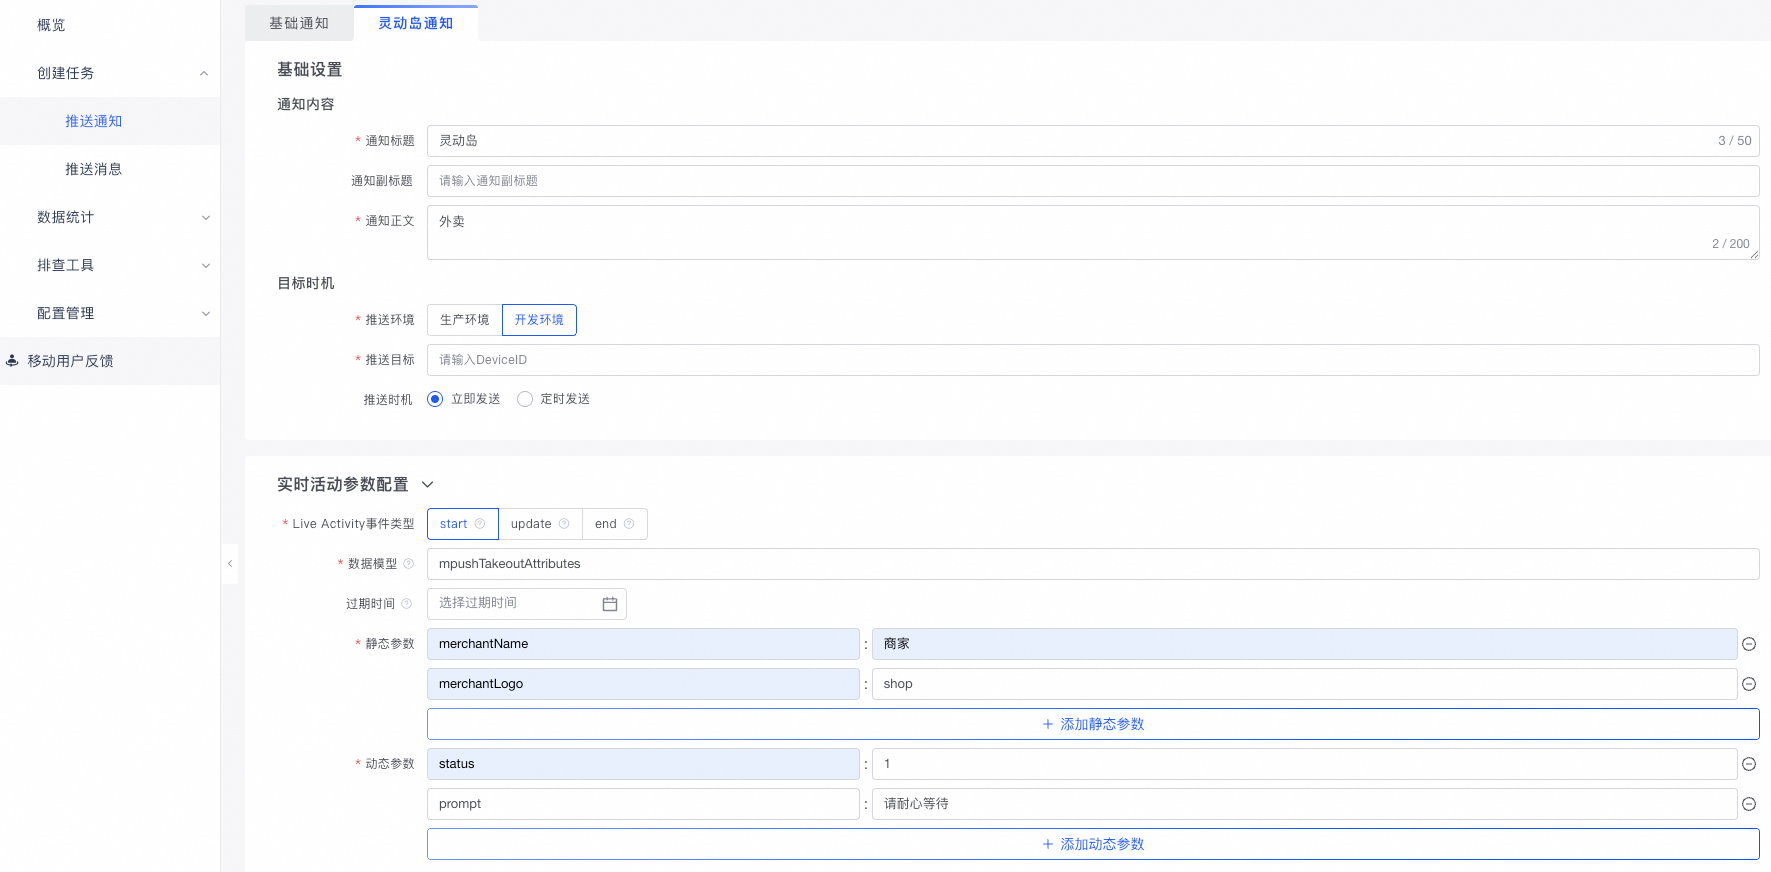 概览
创建任务
推送通知
推送消息
数据统计
排查工具
配置管理
移动用户反馈
基础通知
灵动岛通知
基础设置
通知内容
* 通知标题
灵动岛
3 / 50
通知副标题
请输入通知副标题
* 通知正文
外卖
2 / 200
目标时机
* 推送环境
生产环境
开发环境
* 推送目标
请输入DeviceID
推送时机
立即发送
定时发送
实时活动参数配置
* Live Activity事件类型
start
update
end
* 数据模型
mpushTakeoutAttributes
过期时间
选择过期时间
* 静态参数
merchantName
:
商家
merchantLogo
:
shop
+ 添加静态参数
* 动态参数
status
:
1
prompt
:
请耐心等待
+ 添加动态参数